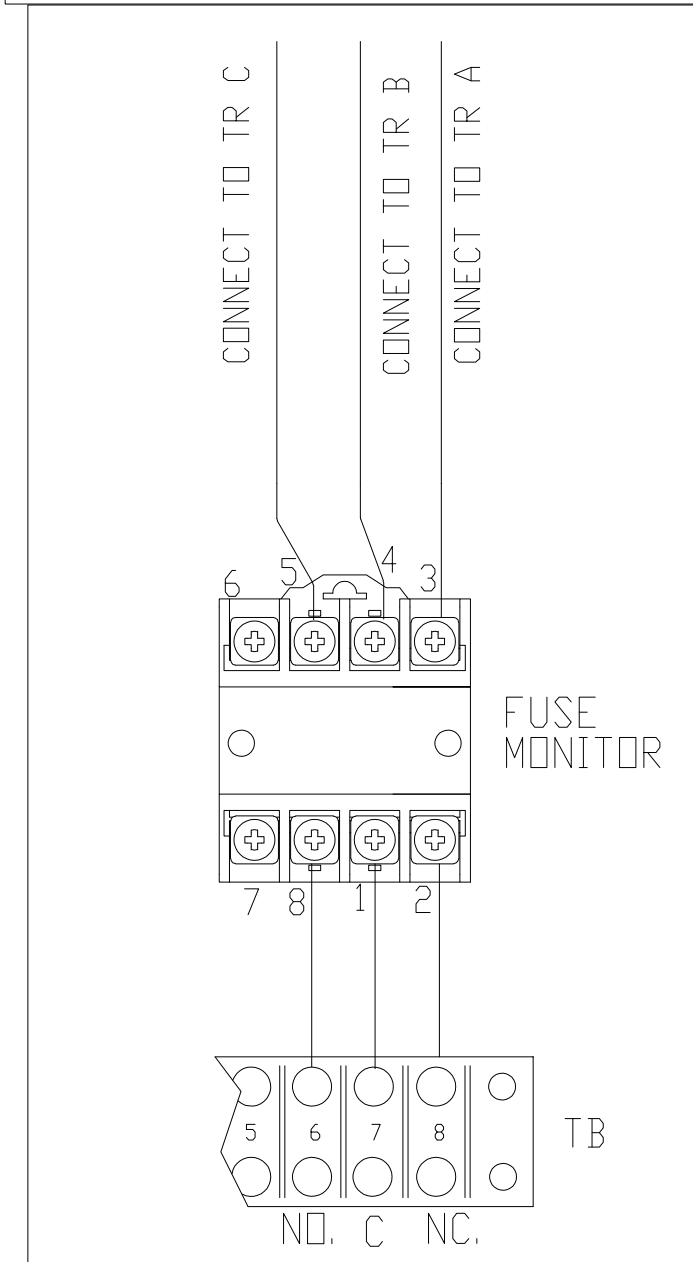 CONNECT TO TR C
CONNECT TO TR B
CONNECT TO TR A
6 5 4 3
FUSE
MONITOR
7 8 1 2
5 6 7 8
TB
NO. C NC.